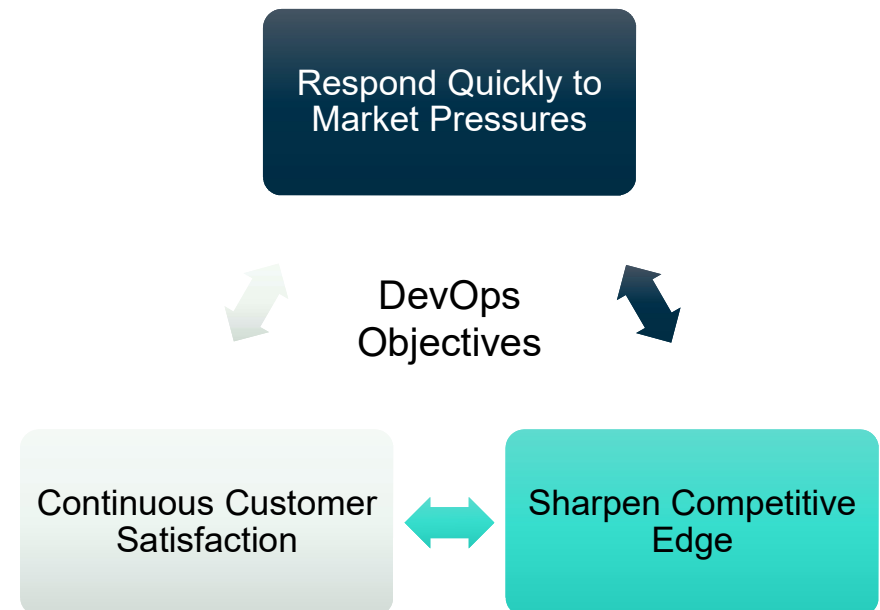 Respond Quickly to
Market Pressures
DevOps
Objectives
Continuous Customer
Satisfaction
Sharpen Competitive
Edge